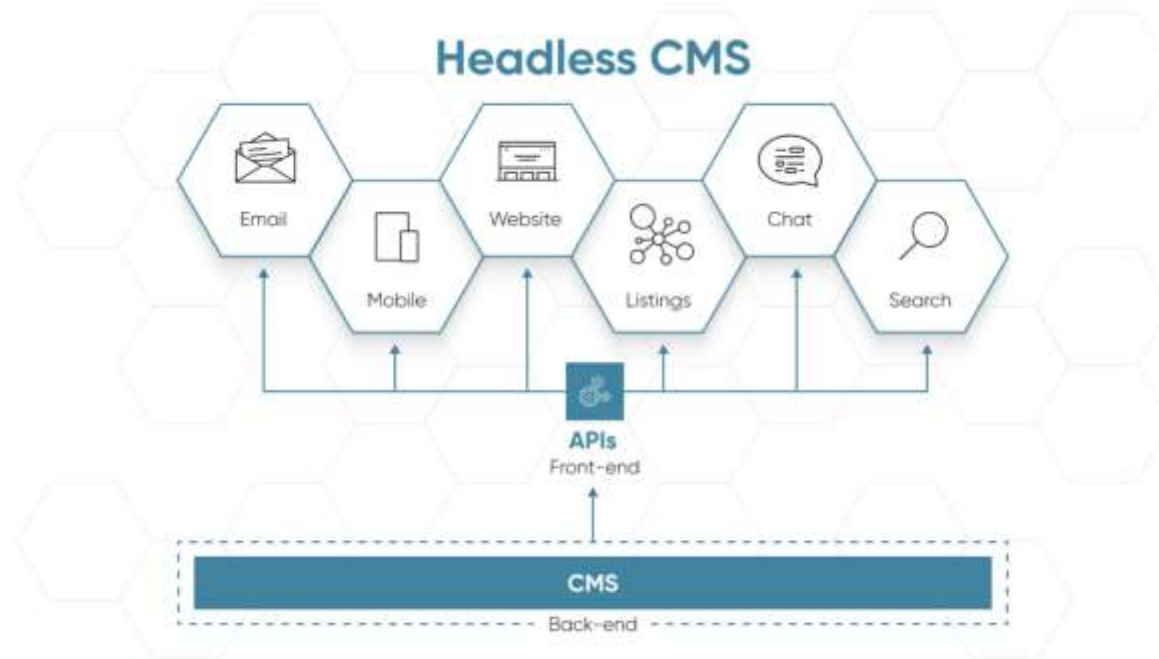 Headless CMS
Email
Mobile
Website
Listings
Chat
Search
APIs
Front-end
CMS
Back-end